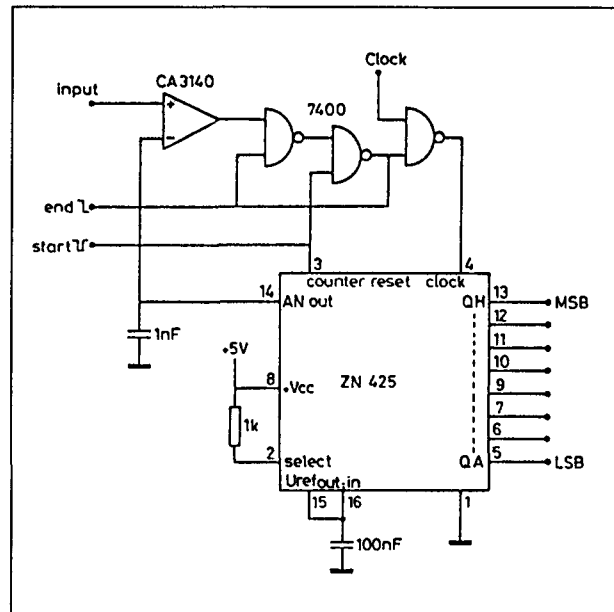 CA3140
input
+
−
7400
Clock
end
start
3
4
counter reset
clock
14
AN out
QH
13
MSB
12
11
10
9
7
6
5
QA
LSB
1nF
+5V
8
+Vcc
ZN 425
1k
2
select
Urefout in
15
16
1
100nF